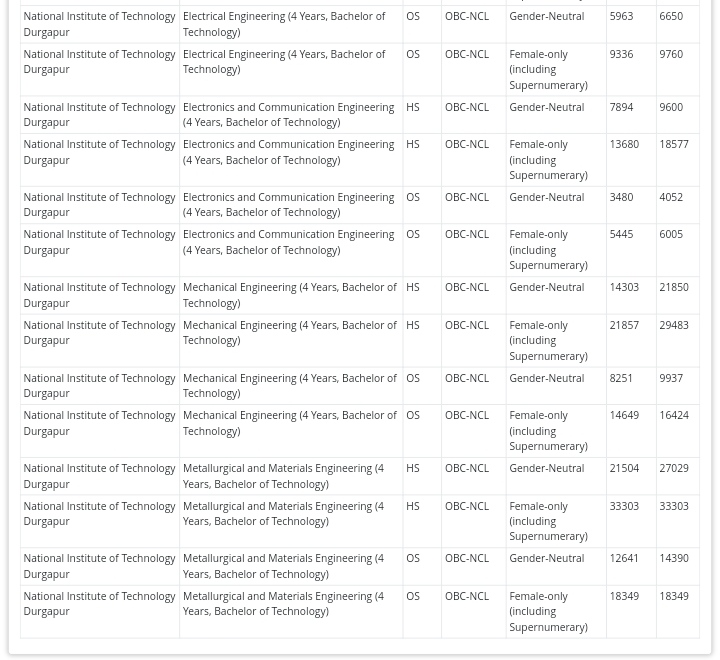 National Institute of Technology Durgapur Electrical Engineering (4 Years, Bachelor of Technology) OS OBC-NCL Gender-Neutral 5963 6650
National Institute of Technology Durgapur Electrical Engineering (4 Years, Bachelor of Technology) OS OBC-NCL Female-only (including Supernumerary) 9336 9760
National Institute of Technology Durgapur Electronics and Communication Engineering (4 Years, Bachelor of Technology) HS OBC-NCL Gender-Neutral 7894 9600
National Institute of Technology Durgapur Electronics and Communication Engineering (4 Years, Bachelor of Technology) HS OBC-NCL Female-only (including Supernumerary) 13680 18577
National Institute of Technology Durgapur Electronics and Communication Engineering (4 Years, Bachelor of Technology) OS OBC-NCL Gender-Neutral 3480 4052
National Institute of Technology Durgapur Electronics and Communication Engineering (4 Years, Bachelor of Technology) OS OBC-NCL Female-only (including Supernumerary) 5445 6005
National Institute of Technology Durgapur Mechanical Engineering (4 Years, Bachelor of Technology) HS OBC-NCL Gender-Neutral 14303 21850
National Institute of Technology Durgapur Mechanical Engineering (4 Years, Bachelor of Technology) HS OBC-NCL Female-only (including Supernumerary) 21857 29483
National Institute of Technology Durgapur Mechanical Engineering (4 Years, Bachelor of Technology) OS OBC-NCL Gender-Neutral 8251 9937
National Institute of Technology Durgapur Mechanical Engineering (4 Years, Bachelor of Technology) OS OBC-NCL Female-only (including Supernumerary) 14649 16424
National Institute of Technology Durgapur Metallurgical and Materials Engineering (4 Years, Bachelor of Technology) HS OBC-NCL Gender-Neutral 21504 27029
National Institute of Technology Durgapur Metallurgical and Materials Engineering (4 Years, Bachelor of Technology) HS OBC-NCL Female-only (including Supernumerary) 33303 33303
National Institute of Technology Durgapur Metallurgical and Materials Engineering (4 Years, Bachelor of Technology) OS OBC-NCL Gender-Neutral 12641 14390
National Institute of Technology Durgapur Metallurgical and Materials Engineering (4 Years, Bachelor of Technology) OS OBC-NCL Female-only (including Supernumerary) 18349 18349